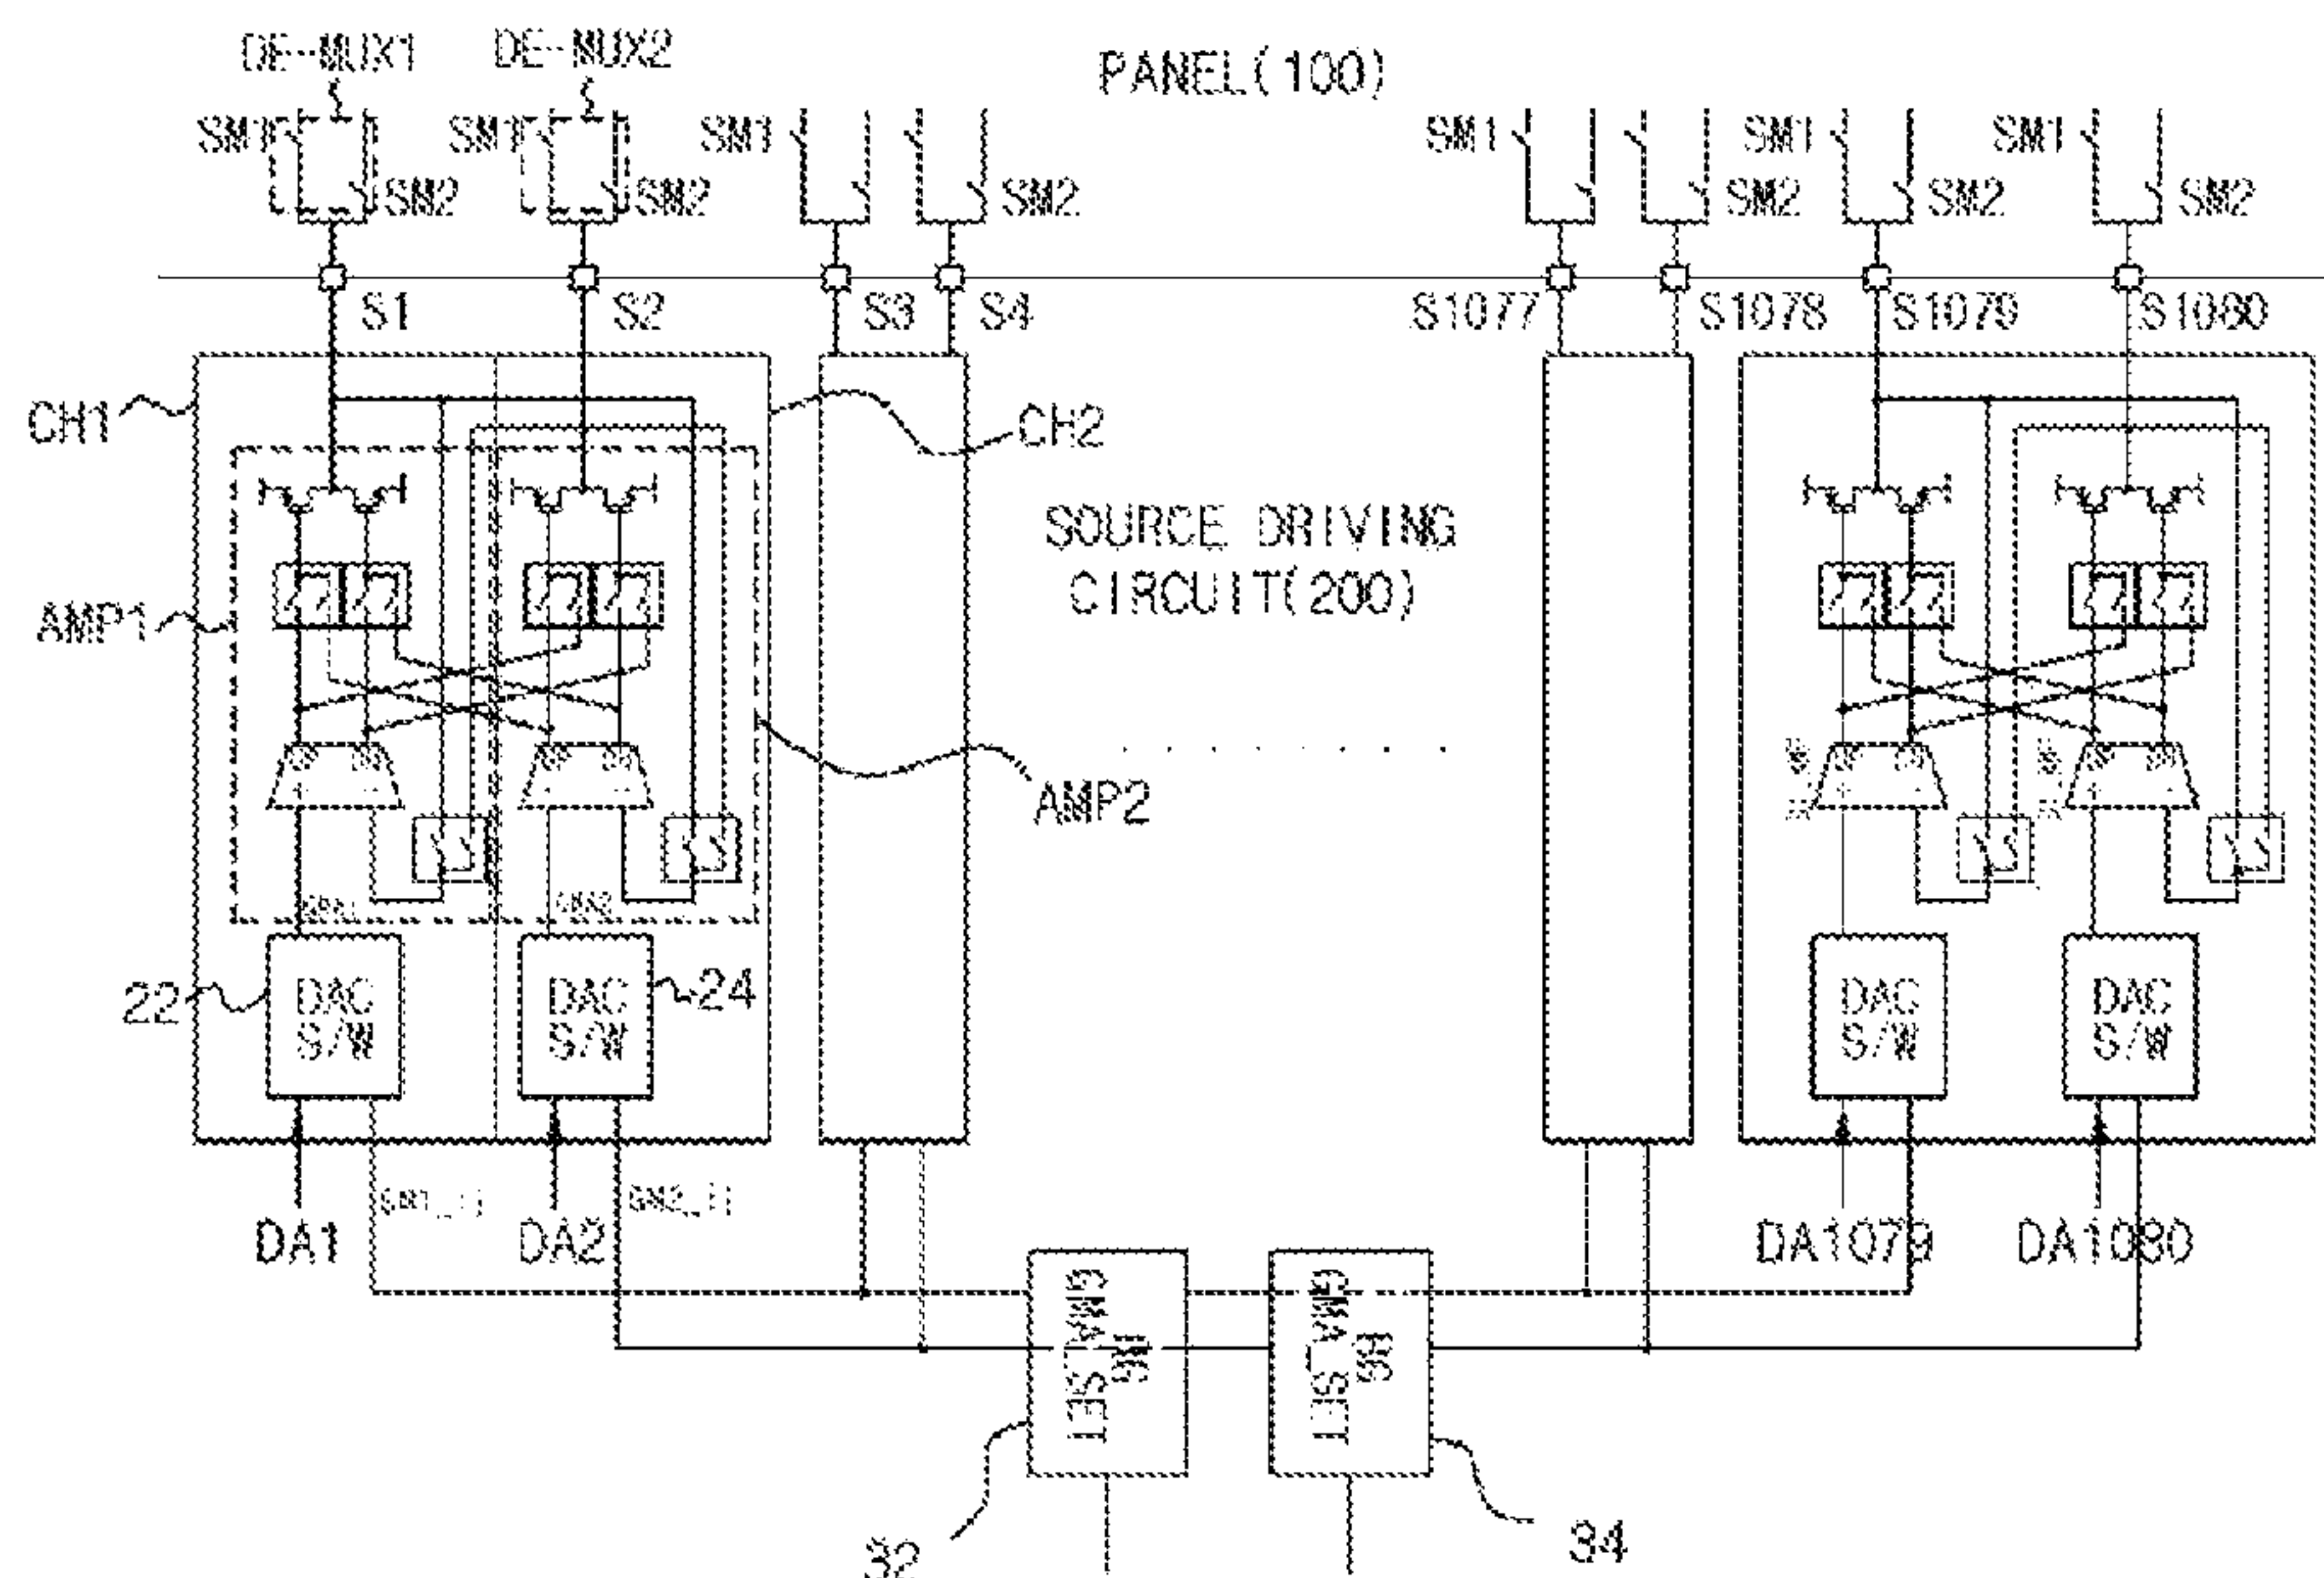 DE-MUX1 DE-MUX2
PANEL(100)
SM1 SM1 SM1 SM1 SM1 SM1
SM2 SM2 SM2 SM2 SM2 SM2
S1 S2 S3 S4 S1077 S1078 S1079 S1080
CH1
CH2
SOURCE DRIVING
CIRCUIT(200)
AMP1
AMP2
22
DAC
S/W
DAC
S/W
24
DAC
S/W
DAC
S/W
DA1
DA2
DA1079
DA1080
GMA_SET
GMA_SET
32
34